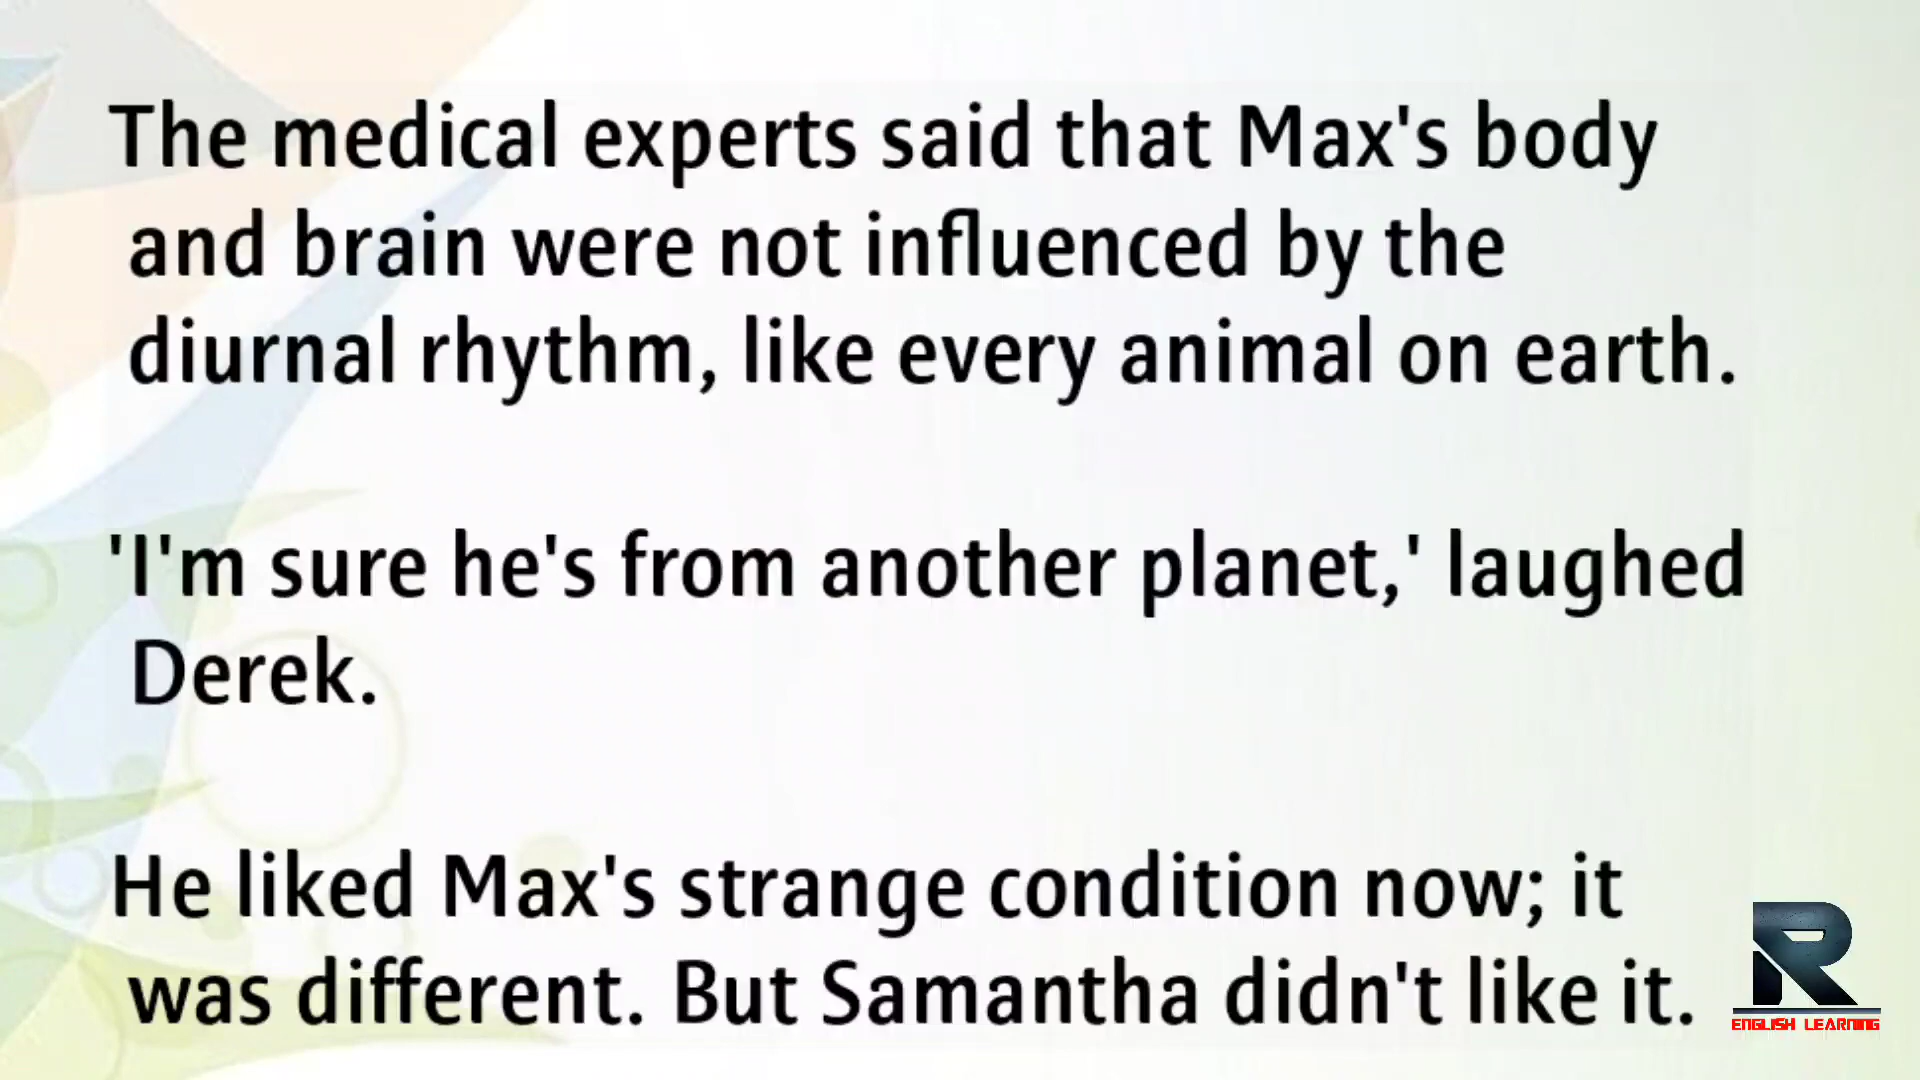 The medical experts said that Max's body
and brain were not influenced by the
diurnal rhythm, like every animal on earth.
'I'm sure he's from another planet,' laughed
Derek.
He liked Max's strange condition now; it
was different. But Samantha didn't like it.
R
ENGLISH LEARNING